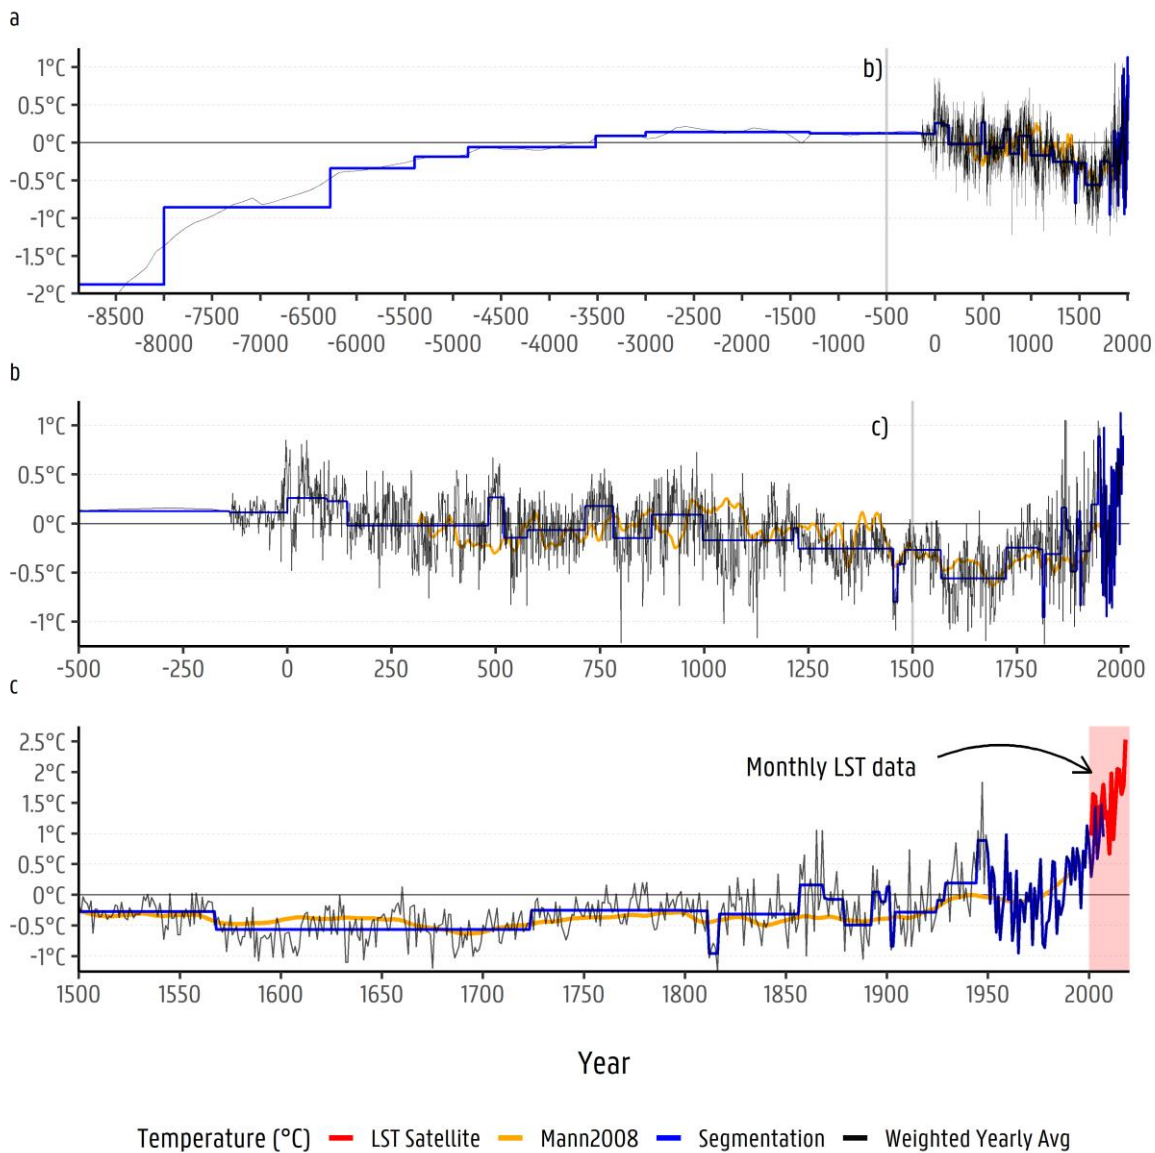 a
1°C
0.5°C
0°C
-0.5°C
-1°C
-1.5°C
-2°C
b)
-8500 -7500 -6500 -5500 -4500 -3500 -2500 -1500 -500 500 1500
-8000 -7000 -6000 -5000 -4000 -3000 -2000 -1000 0 1000 2000
b
1°C
0.5°C
0°C
-0.5°C
-1°C
c)
-500 -250 0 250 500 750 1000 1250 1500 1750 2000
c
2.5°C
2°C
1.5°C
1°C
0.5°C
0°C
-0.5°C
-1°C
Monthly LST data
1500 1550 1600 1650 1700 1750 1800 1850 1900 1950 2000
Year
Temperature (°C) LST Satellite Mann2008 Segmentation Weighted Yearly Avg